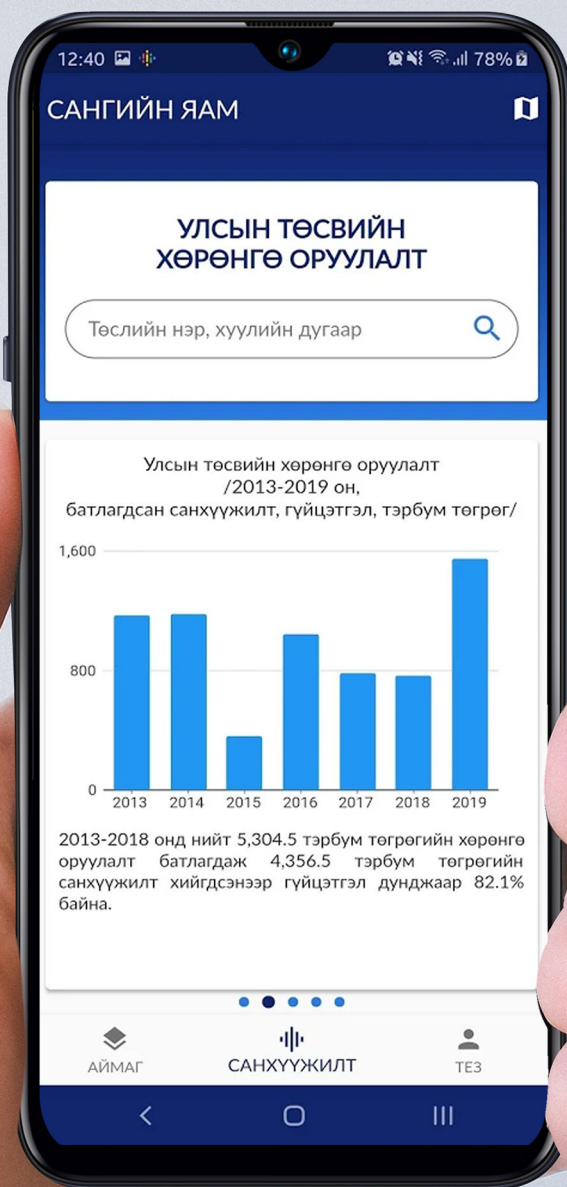 12:40
78%
САНГИЙН ЯАМ
УЛСЫН ТӨСВИЙН
ХӨРӨНГӨ ОРУУЛАЛТ
Төслийн нэр, хуулийн дугаар
Улсын төсвийн хөрөнгө оруулалт
/2013-2019 он,
батлагдсан санхүүжилт, гүйцэтгэл, тэрбум төгрөг/
1,600
800
0
2013 2014 2015 2016 2017 2018 2019
2013-2018 онд нийт 5,304.5 тэрбум төгрөгийн хөрөнгө
оруулалт батлагдаж 4,356.5 тэрбум төгрөгийн
санхүүжилт хийгдсэнээр гүйцэтгэл дунджаар 82.1%
байна.
АЙМАГ
САНХҮҮЖИЛТ
ТЕЗ